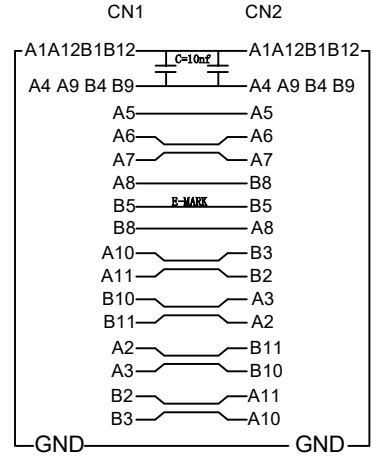 CN1 CN2
A1A12B1B12 A1A12B1B12
C=10nf
A4 A9 B4 B9 A4 A9 B4 B9
A5 A5
A6 A6
A7 A7
A8 B8
B5 E-MARK B5
B8 A8
A10 B3
A11 B2
B10 A3
B11 A2
A2 B11
A3 B10
B2 A11
B3 A10
GND GND